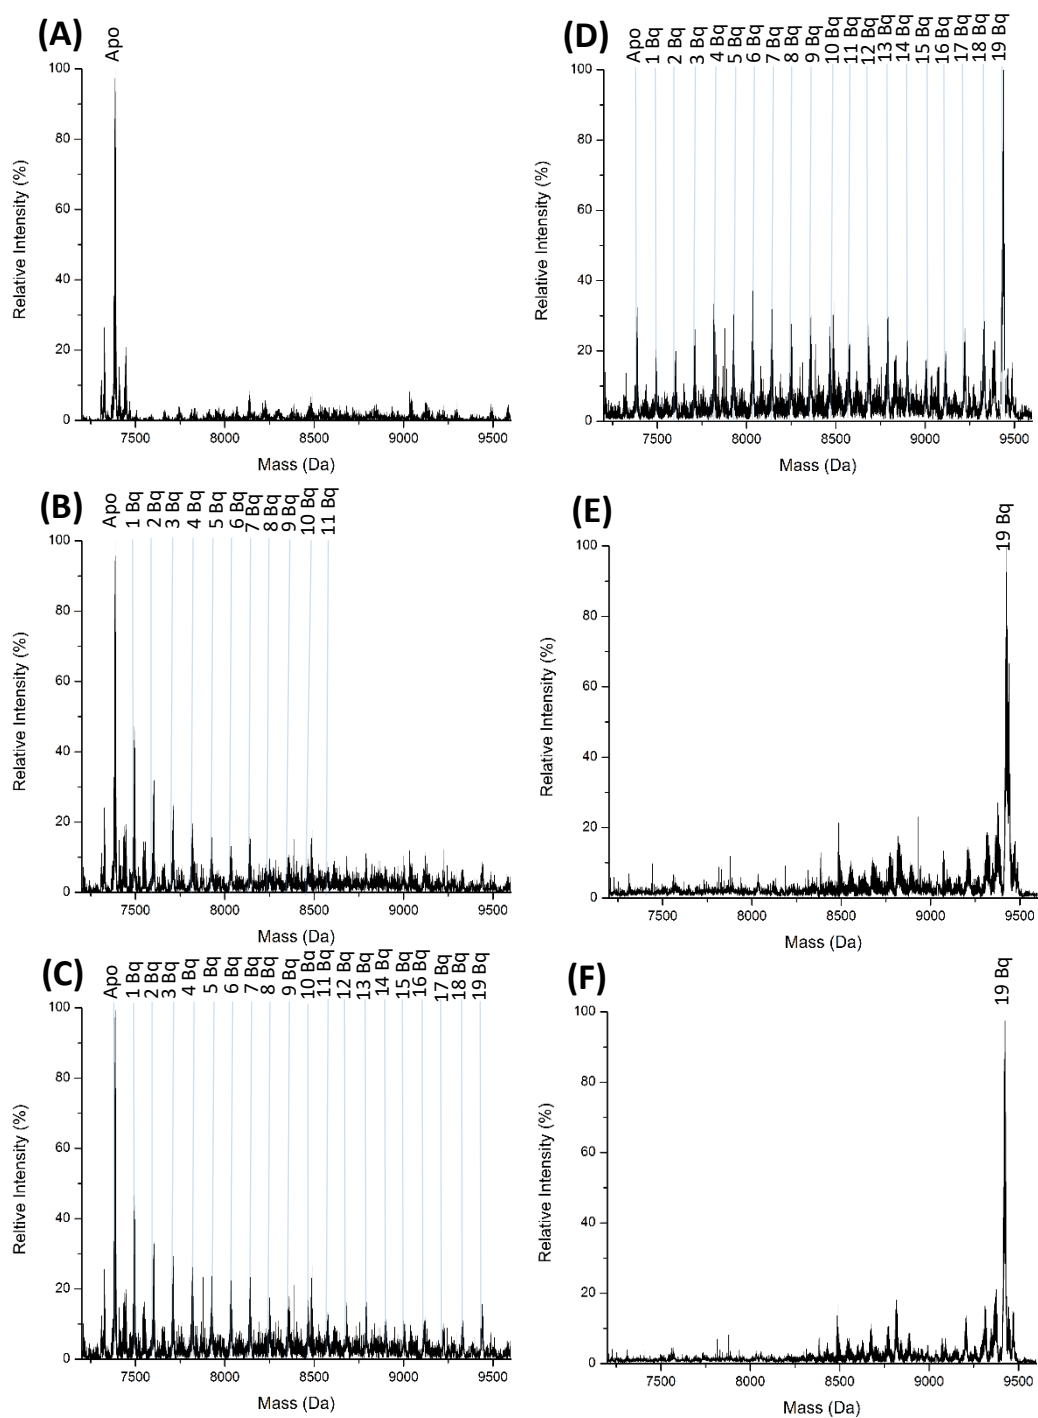 (A)
Apo
100
80
60
40
20
0
Relative Intensity (%)
7500 8000 8500 9000 9500
Mass (Da)
(B)
Apo 1 Bq 2 Bq 3 Bq 4 Bq 5 Bq 6 Bq 7 Bq 8 Bq 9 Bq 10 Bq 11 Bq
100
80
60
40
20
0
Relative Intensity (%)
7500 8000 8500 9000 9500
Mass (Da)
(C)
Apo 1 Bq 2 Bq 3 Bq 4 Bq 5 Bq 6 Bq 7 Bq 8 Bq 9 Bq 10 Bq 11 Bq 12 Bq 13 Bq 14 Bq 15 Bq 16 Bq 17 Bq 18 Bq 19 Bq
100
80
60
40
20
0
Reltive Intensity (%)
7500 8000 8500 9000 9500
Mass (Da)
(D)
Apo 1 Bq 2 Bq 3 Bq 4 Bq 5 Bq 6 Bq 7 Bq 8 Bq 9 Bq 10 Bq 11 Bq 12 Bq 13 Bq 14 Bq 15 Bq 16 Bq 17 Bq 18 Bq 19 Bq
100
80
60
40
20
0
Relative Intensity (%)
7500 8000 8500 9000 9500
Mass (Da)
(E)
19 Bq
100
80
60
40
20
0
Relative Intensity (%)
7500 8000 8500 9000 9500
Mass (Da)
(F)
19 Bq
100
80
60
40
20
0
Relative Intensity (%)
7500 8000 8500 9000 9500
Mass (Da)